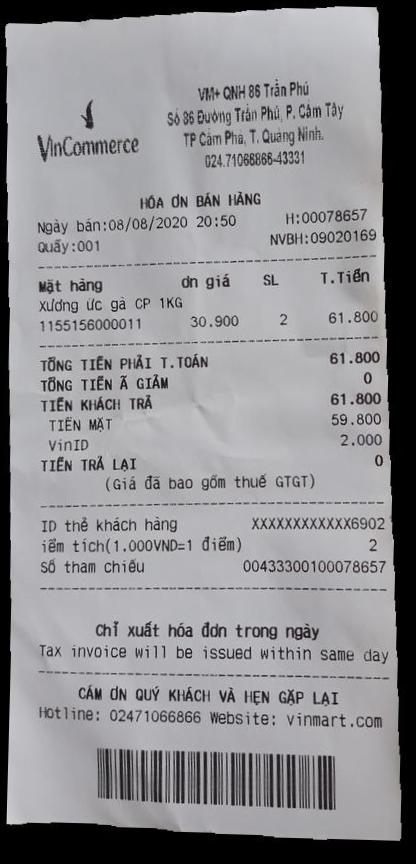 VinCommerce
VM+ QNH 86 Trần Phú
Số 86 Đường Trần Phú, P. Cẩm Tây
TP Cẩm Phả, T. Quảng Ninh.
024.71066866-43331
HÓA ƠN BÁN HÀNG
Ngày bán:08/08/2020 20:50 H:00078657
Quầy:001 NVBH:09020169
Mặt hàng ơn giá SL T.Tiền
Xương ức gà CP 1KG
1155156000011 30.900 2 61.800
TỔNG TIỀN PHẢI T.TOÁN 61.800
TỔNG TIỀN Ã GIẢM 0
TIỀN KHÁCH TRẢ 61.800
TIỀN MẶT 59.800
VinID 2.000
TIỀN TRẢ LẠI 0
(Giá đã bao gồm thuế GTGT)
ID thẻ khách hàng XXXXXXXXXXXX6902
iểm tích(1.000VND=1 điểm) 2
Số tham chiếu 00433300100078657
Chỉ xuất hóa đơn trong ngày
Tax invoice will be issued within same day
CẢM ƠN QUÝ KHÁCH VÀ HẸN GẶP LẠI
Hotline: 02471066866 Website: vinmart.com